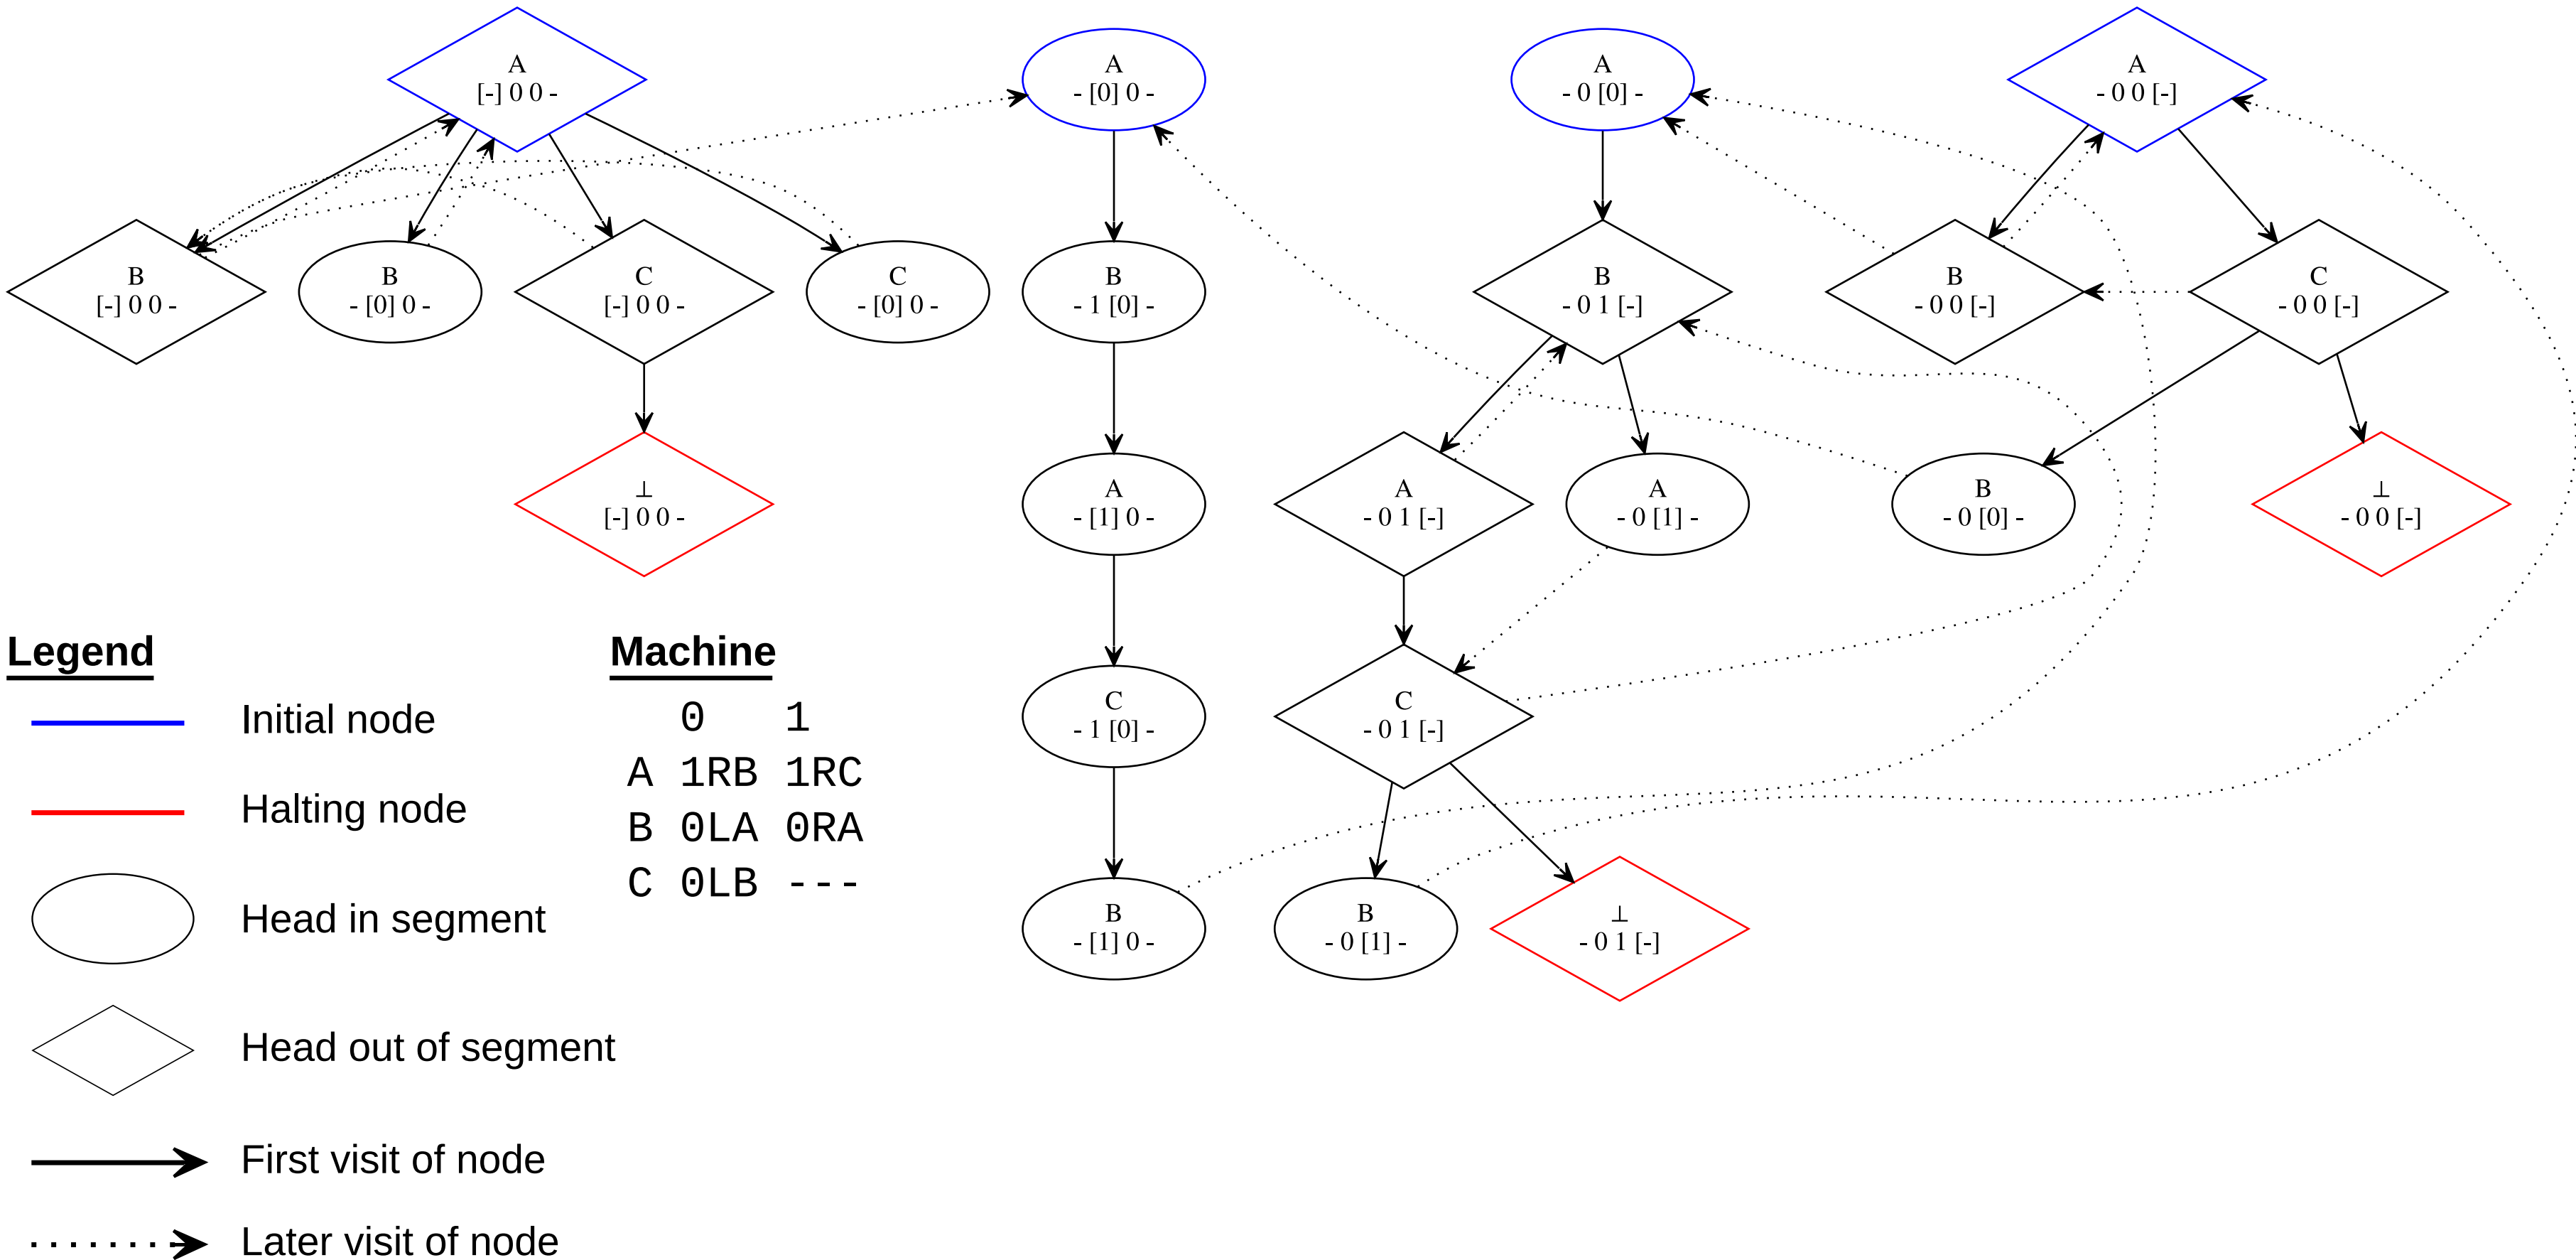 A
[-] 0 0 -
A
- [0] 0 -
A
- 0 [0] -
A
- 0 0 [-]
B
[-] 0 0 -
B
- [0] 0 -
C
[-] 0 0 -
C
- [0] 0 -
B
- 1 [0] -
B
- 0 1 [-]
B
- 0 0 [-]
C
- 0 0 [-]
⊥
[-] 0 0 -
A
- [1] 0 -
A
- 0 1 [-]
A
- 0 [1] -
B
- 0 [0] -
⊥
- 0 0 [-]
C
- 1 [0] -
C
- 0 1 [-]
B
- [1] 0 -
B
- 0 [1] -
⊥
- 0 1 [-]
Legend
Initial node
Halting node
Head in segment
Head out of segment
First visit of node
Later visit of node
Machine
0 1
A 1RB 1RC
B 0LA 0RA
C 0LB ---